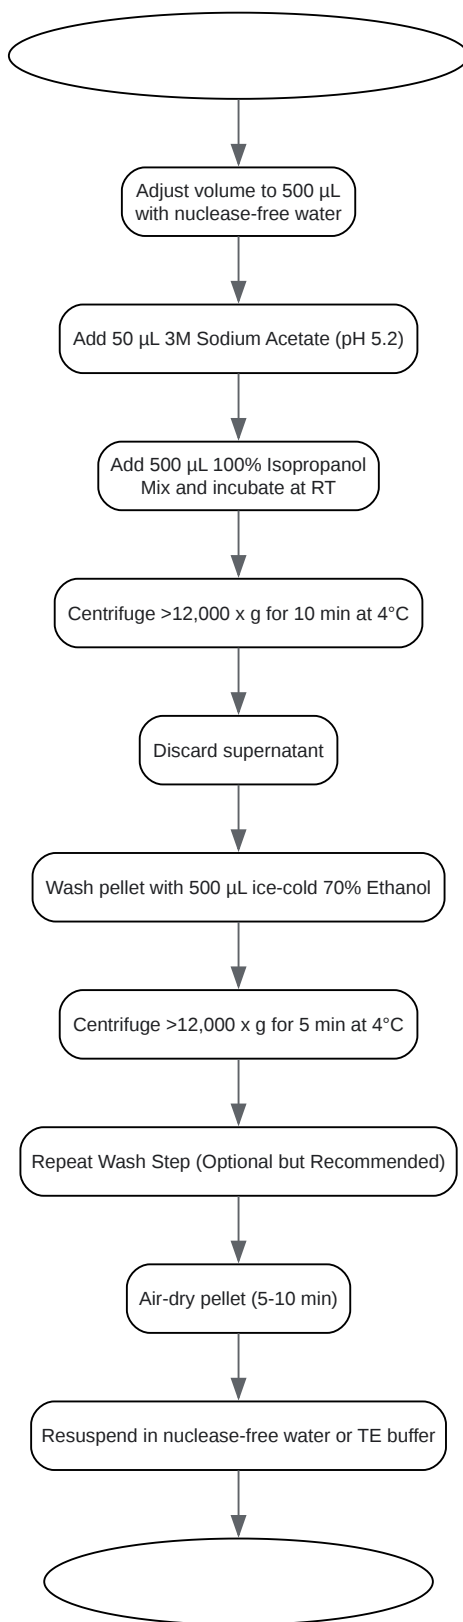 Adjust volume to 500 µL
with nuclease-free water
Add 50 µL 3M Sodium Acetate (pH 5.2)
Add 500 µL 100% Isopropanol
Mix and incubate at RT
Centrifuge >12,000 x g for 10 min at 4°C
Discard supernatant
Wash pellet with 500 µL ice-cold 70% Ethanol
Centrifuge >12,000 x g for 5 min at 4°C
Repeat Wash Step (Optional but Recommended)
Air-dry pellet (5-10 min)
Resuspend in nuclease-free water or TE buffer